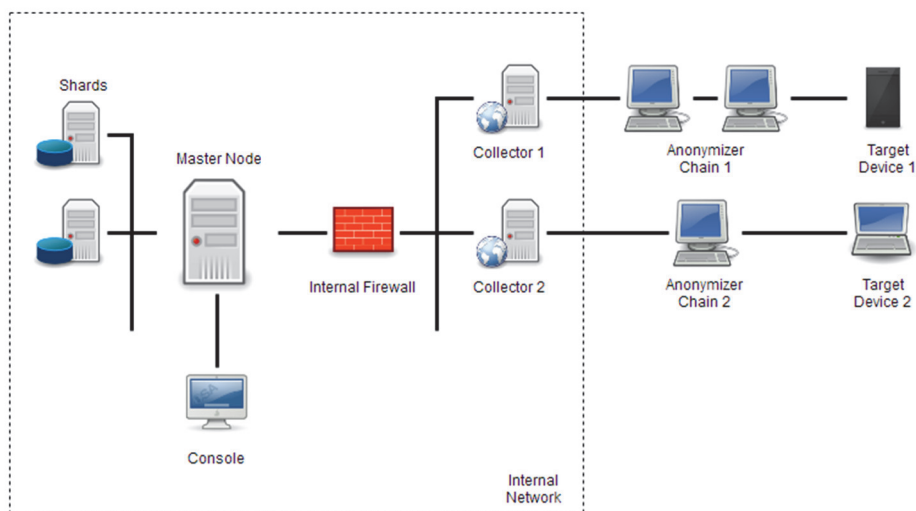 Shards
Master Node
Internal Firewall
Console
Collector 1
Collector 2
Anonymizer
Chain 1
Target
Device 1
Anonymizer
Chain 2
Target
Device 2
Internal
Network